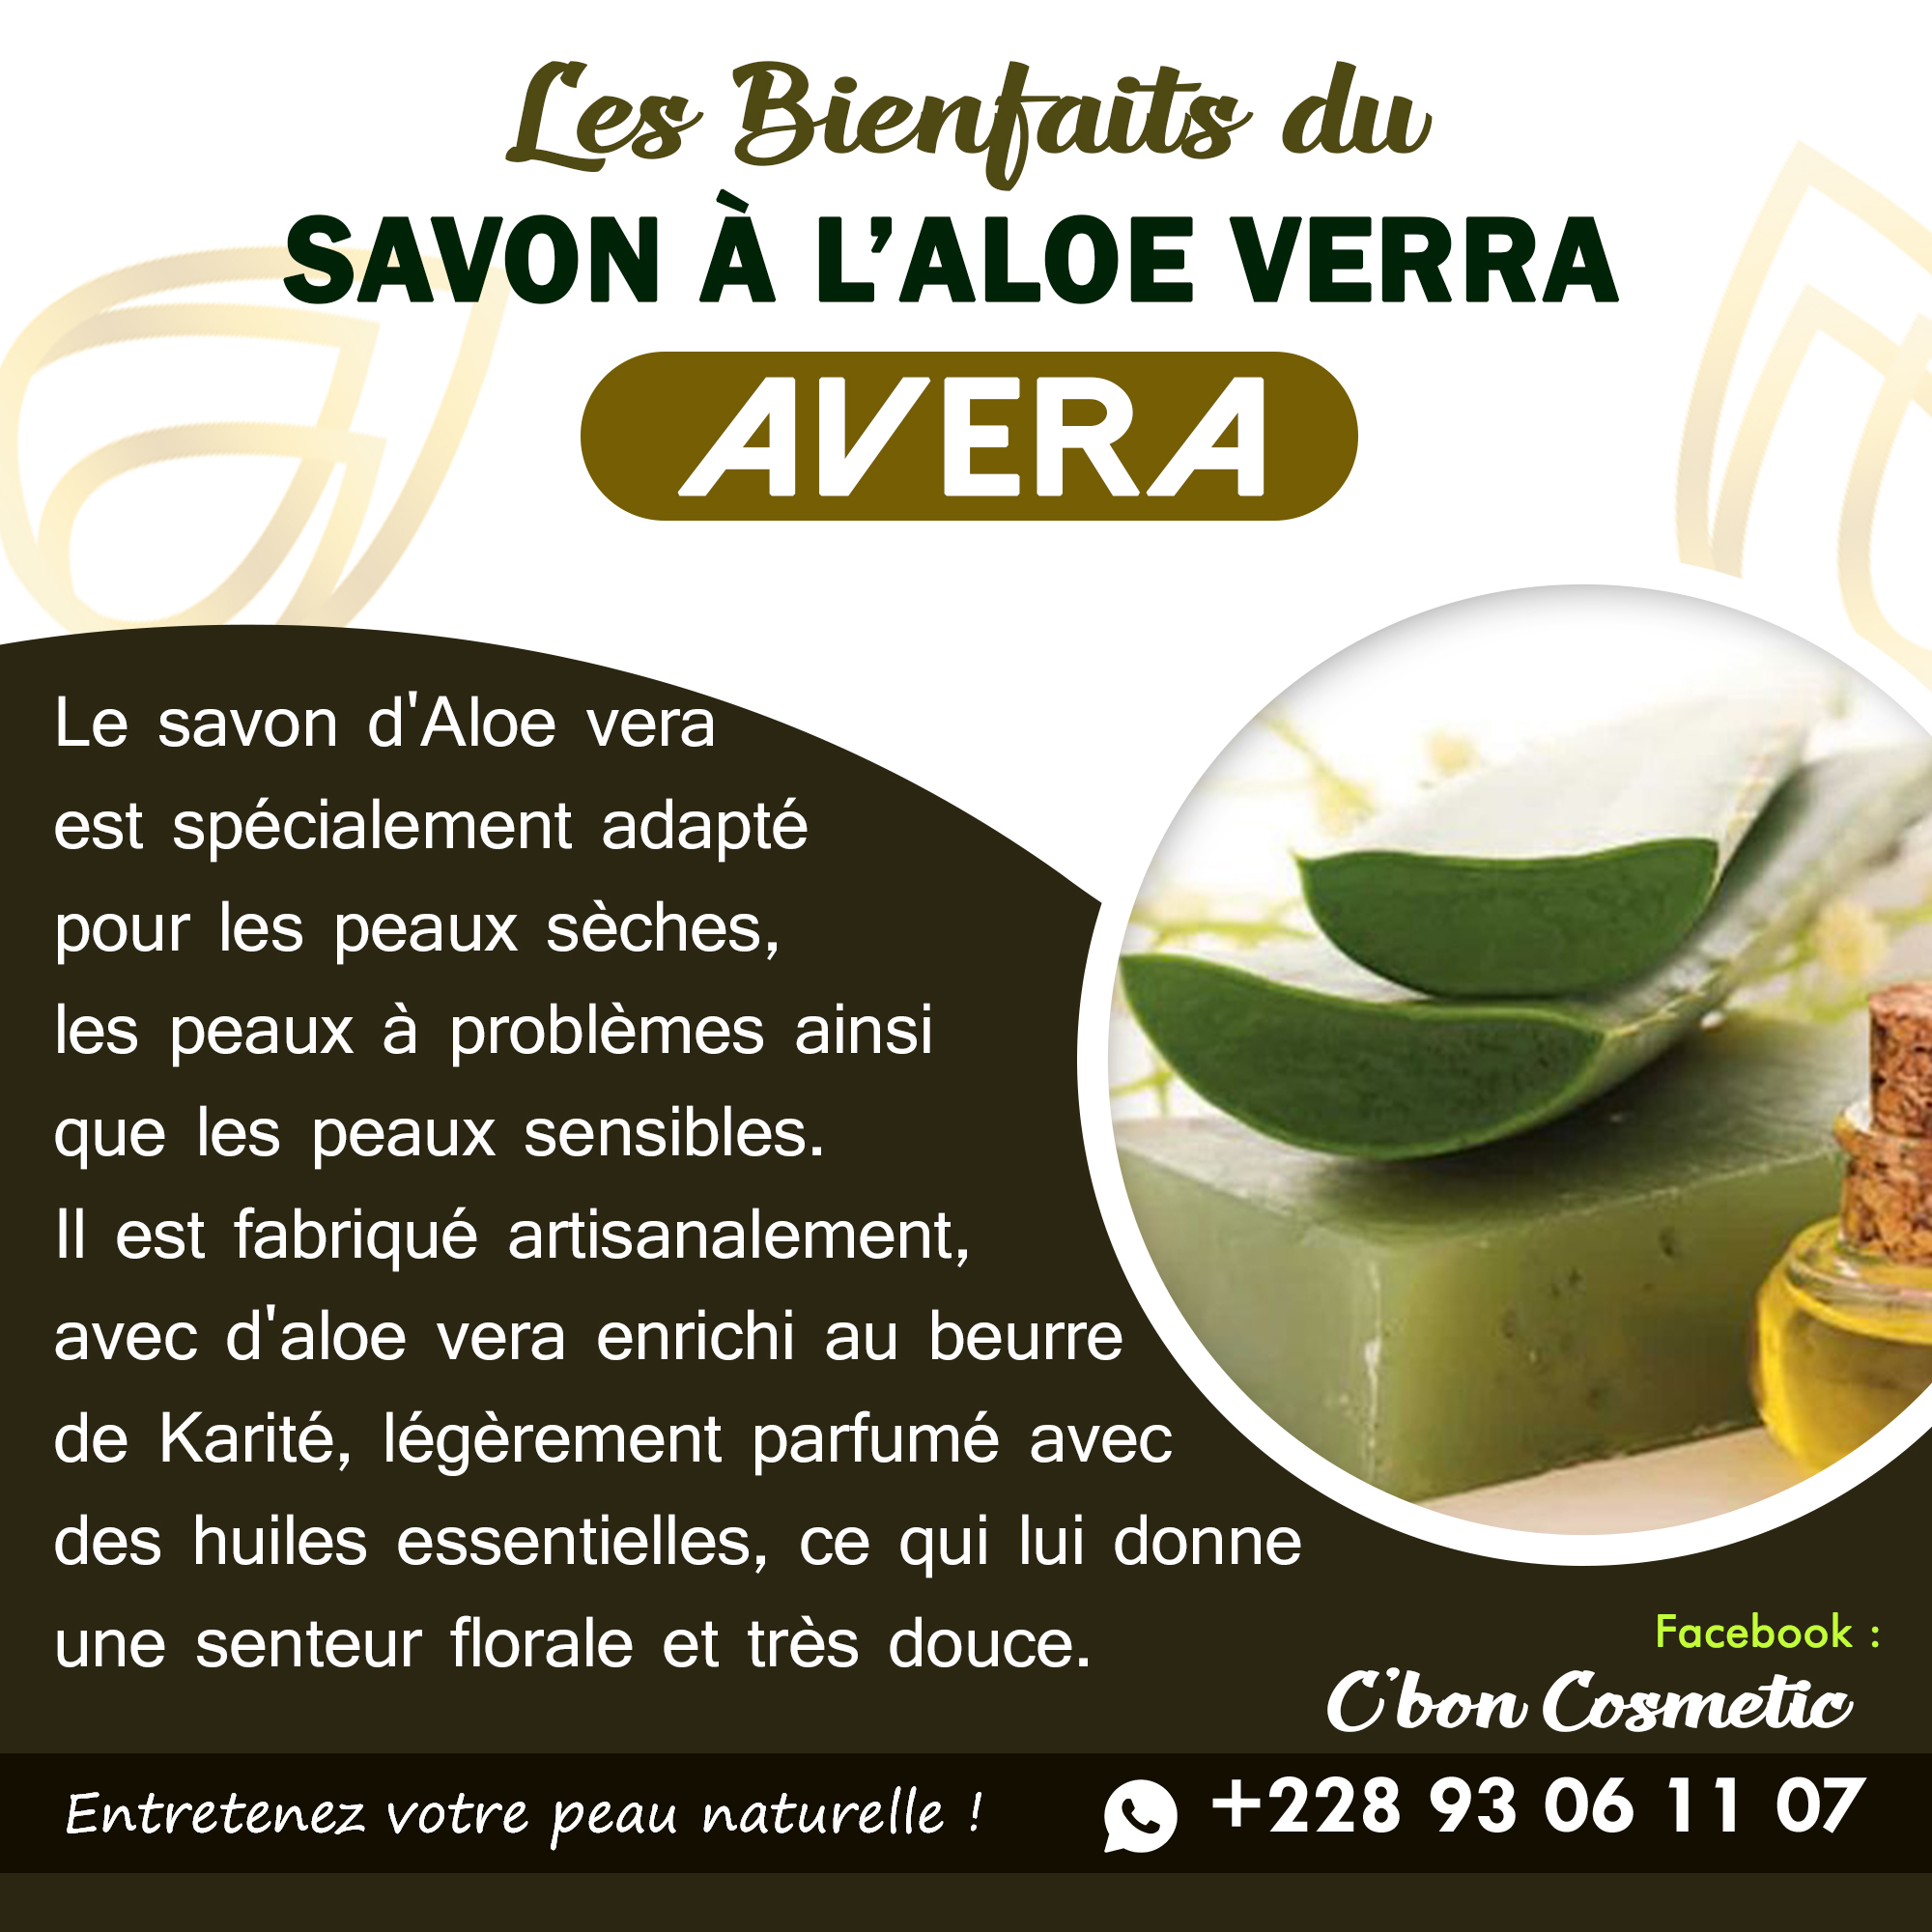 Les Bienfaits du
SAVON À L’ALOE VERRA
AVERA
Le savon d'Aloe vera
est spécialement adapté
pour les peaux sèches,
les peaux à problèmes ainsi
que les peaux sensibles.
Il est fabriqué artisanalement,
avec d'aloe vera enrichi au beurre
de Karité, légèrement parfumé avec
des huiles essentielles, ce qui lui donne
une senteur florale et très douce.
Facebook :
C'bon Cosmetic
Entretenez votre peau naturelle !
+228 93 06 11 07